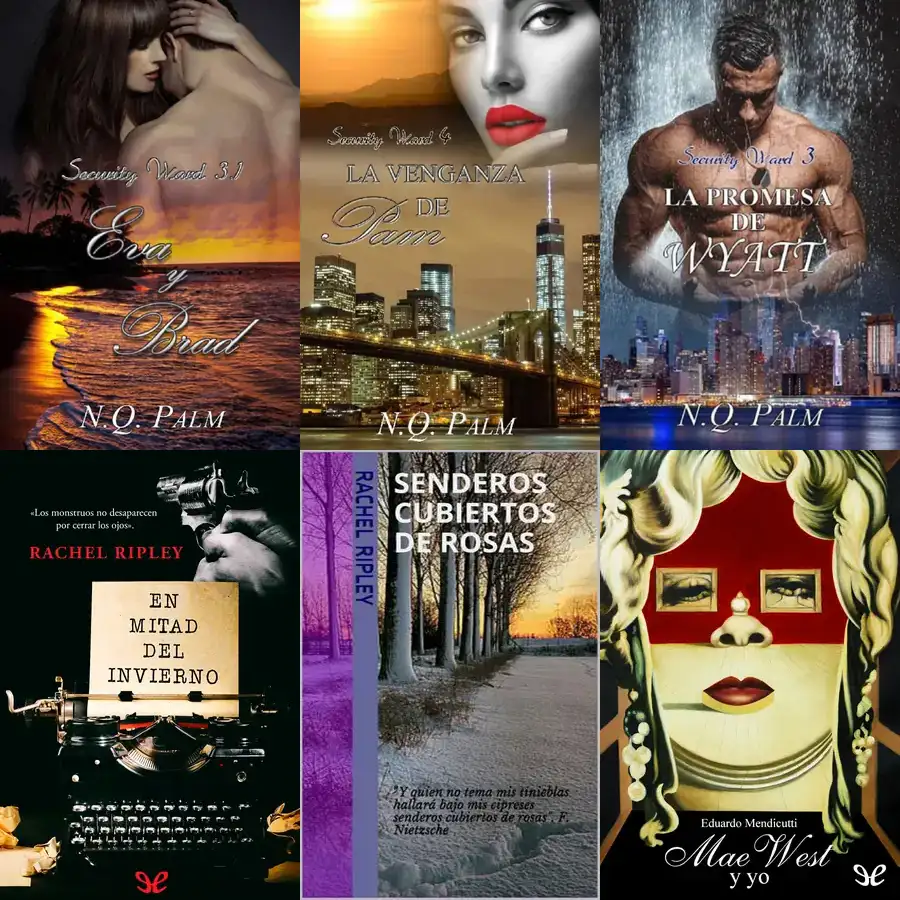 Security Ward 3.1
Eva
y
Brad
N.Q. PALM
Security Ward 4
LA VENGANZA
DE
Pam
N.Q. PALM
Security Ward 3
LA PROMESA
DE
WYATT
N.Q. PALM
«Los monstruos no desaparecen
por cerrar los ojos».
RACHEL RIPLEY
EN
MITAD
DEL
INVIERNO
RACHEL RIPLEY
SENDEROS
CUBIERTOS
DE ROSAS
"Y quien no tema mis tinieblas
hallará bajo mis cipreses
senderos cubiertos de rosas". F.
Nietzsche
Eduardo Mendicutti
Mae West
y yo